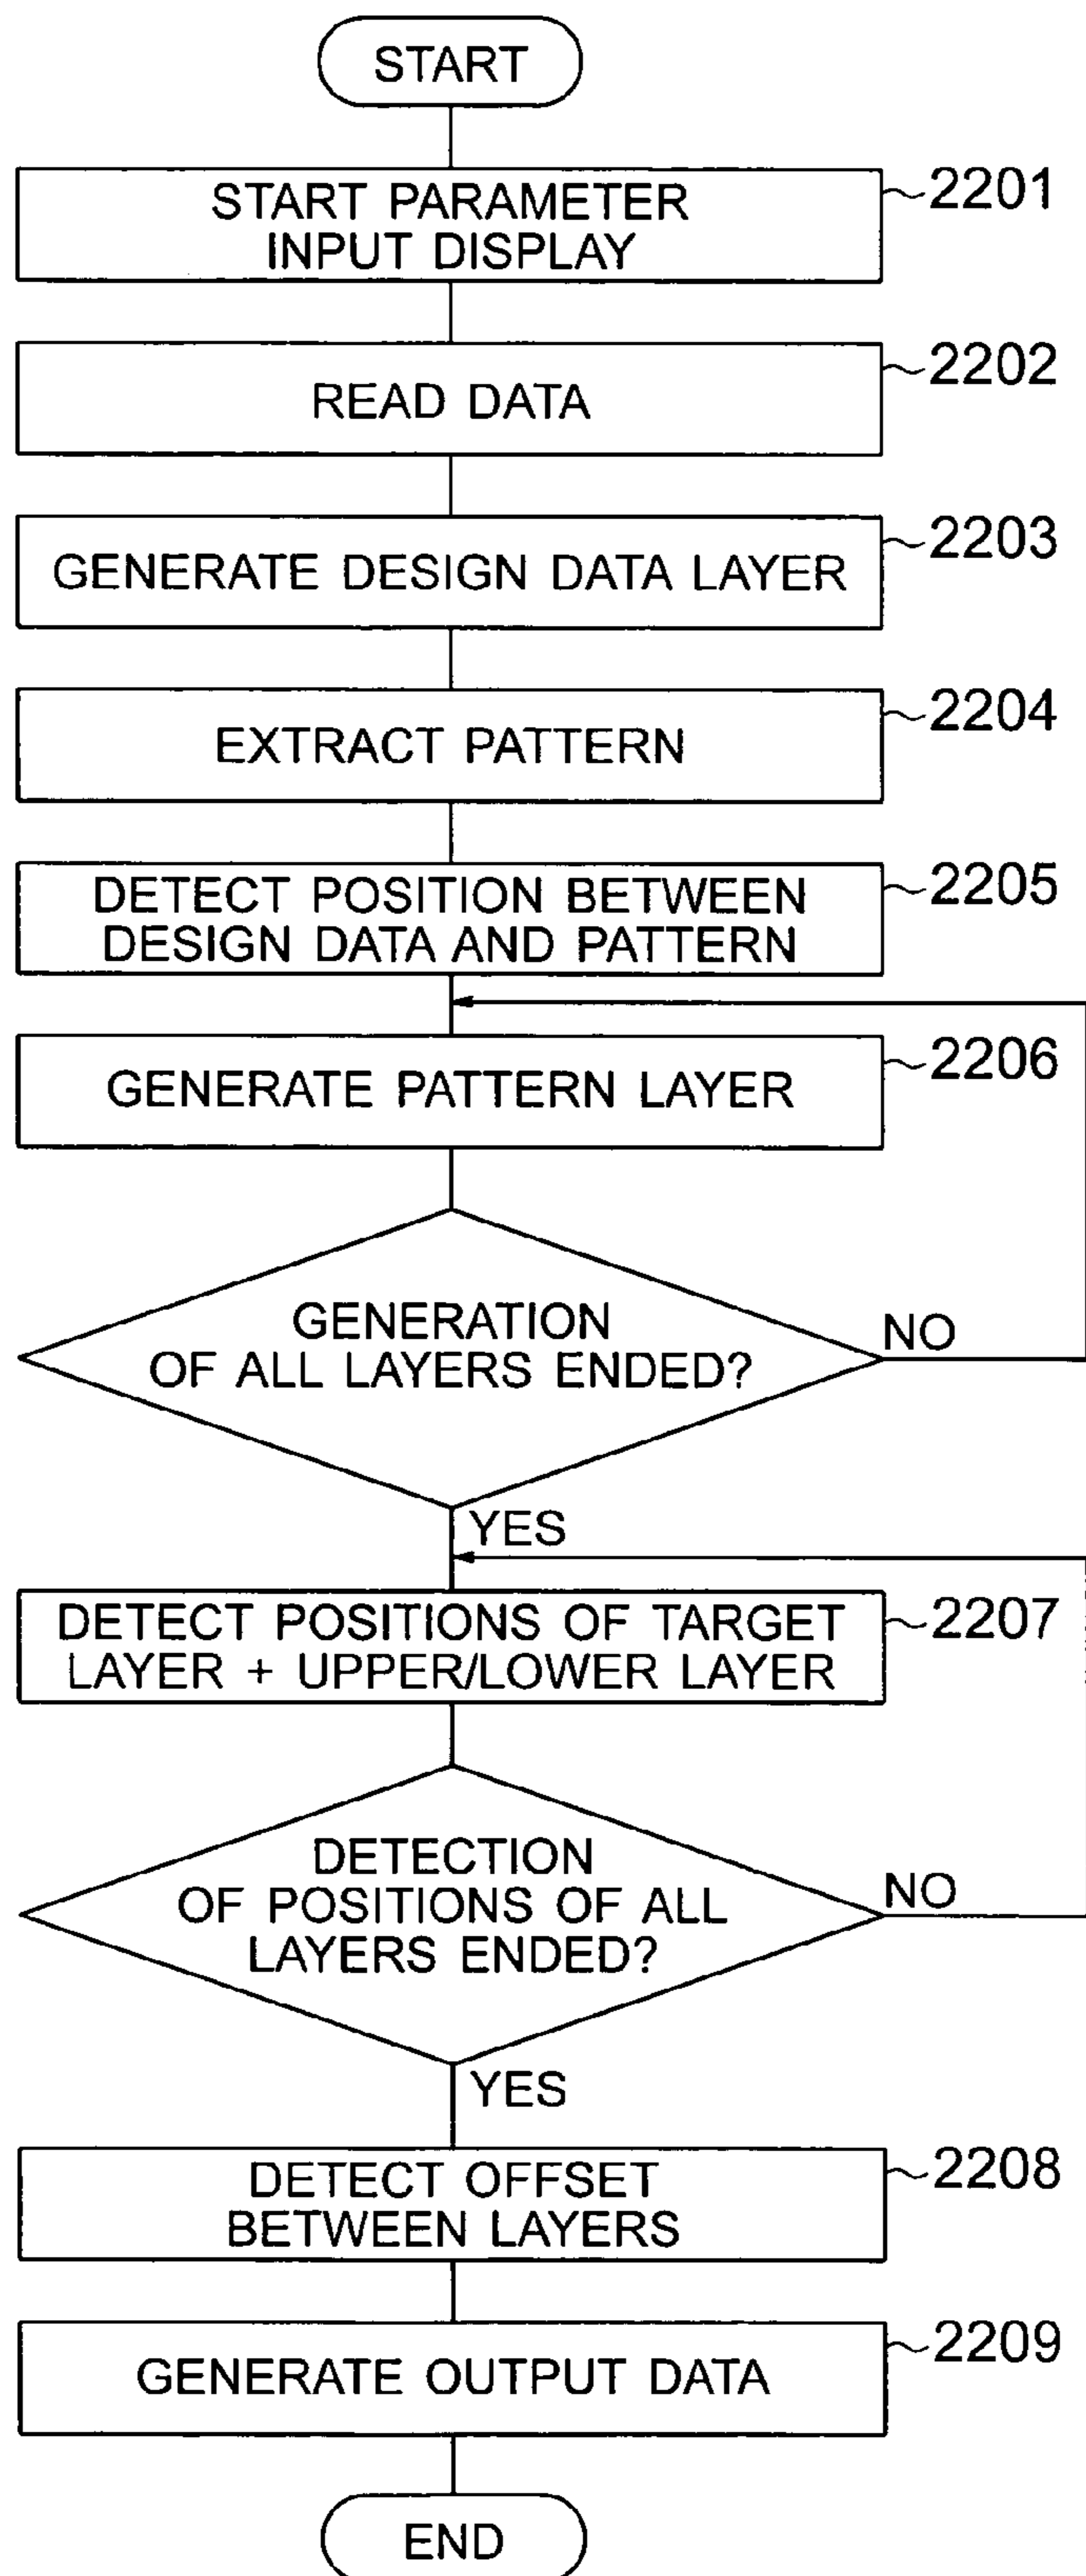 START
START PARAMETER
INPUT DISPLAY
2201
READ DATA
2202
GENERATE DESIGN DATA LAYER
2203
EXTRACT PATTERN
2204
DETECT POSITION BETWEEN
DESIGN DATA AND PATTERN
2205
GENERATE PATTERN LAYER
2206
GENERATION
OF ALL LAYERS ENDED?
NO
YES
DETECT POSITIONS OF TARGET
LAYER + UPPER/LOWER LAYER
2207
DETECTION
OF POSITIONS OF ALL
LAYERS ENDED?
NO
YES
DETECT OFFSET
BETWEEN LAYERS
2208
GENERATE OUTPUT DATA
2209
END